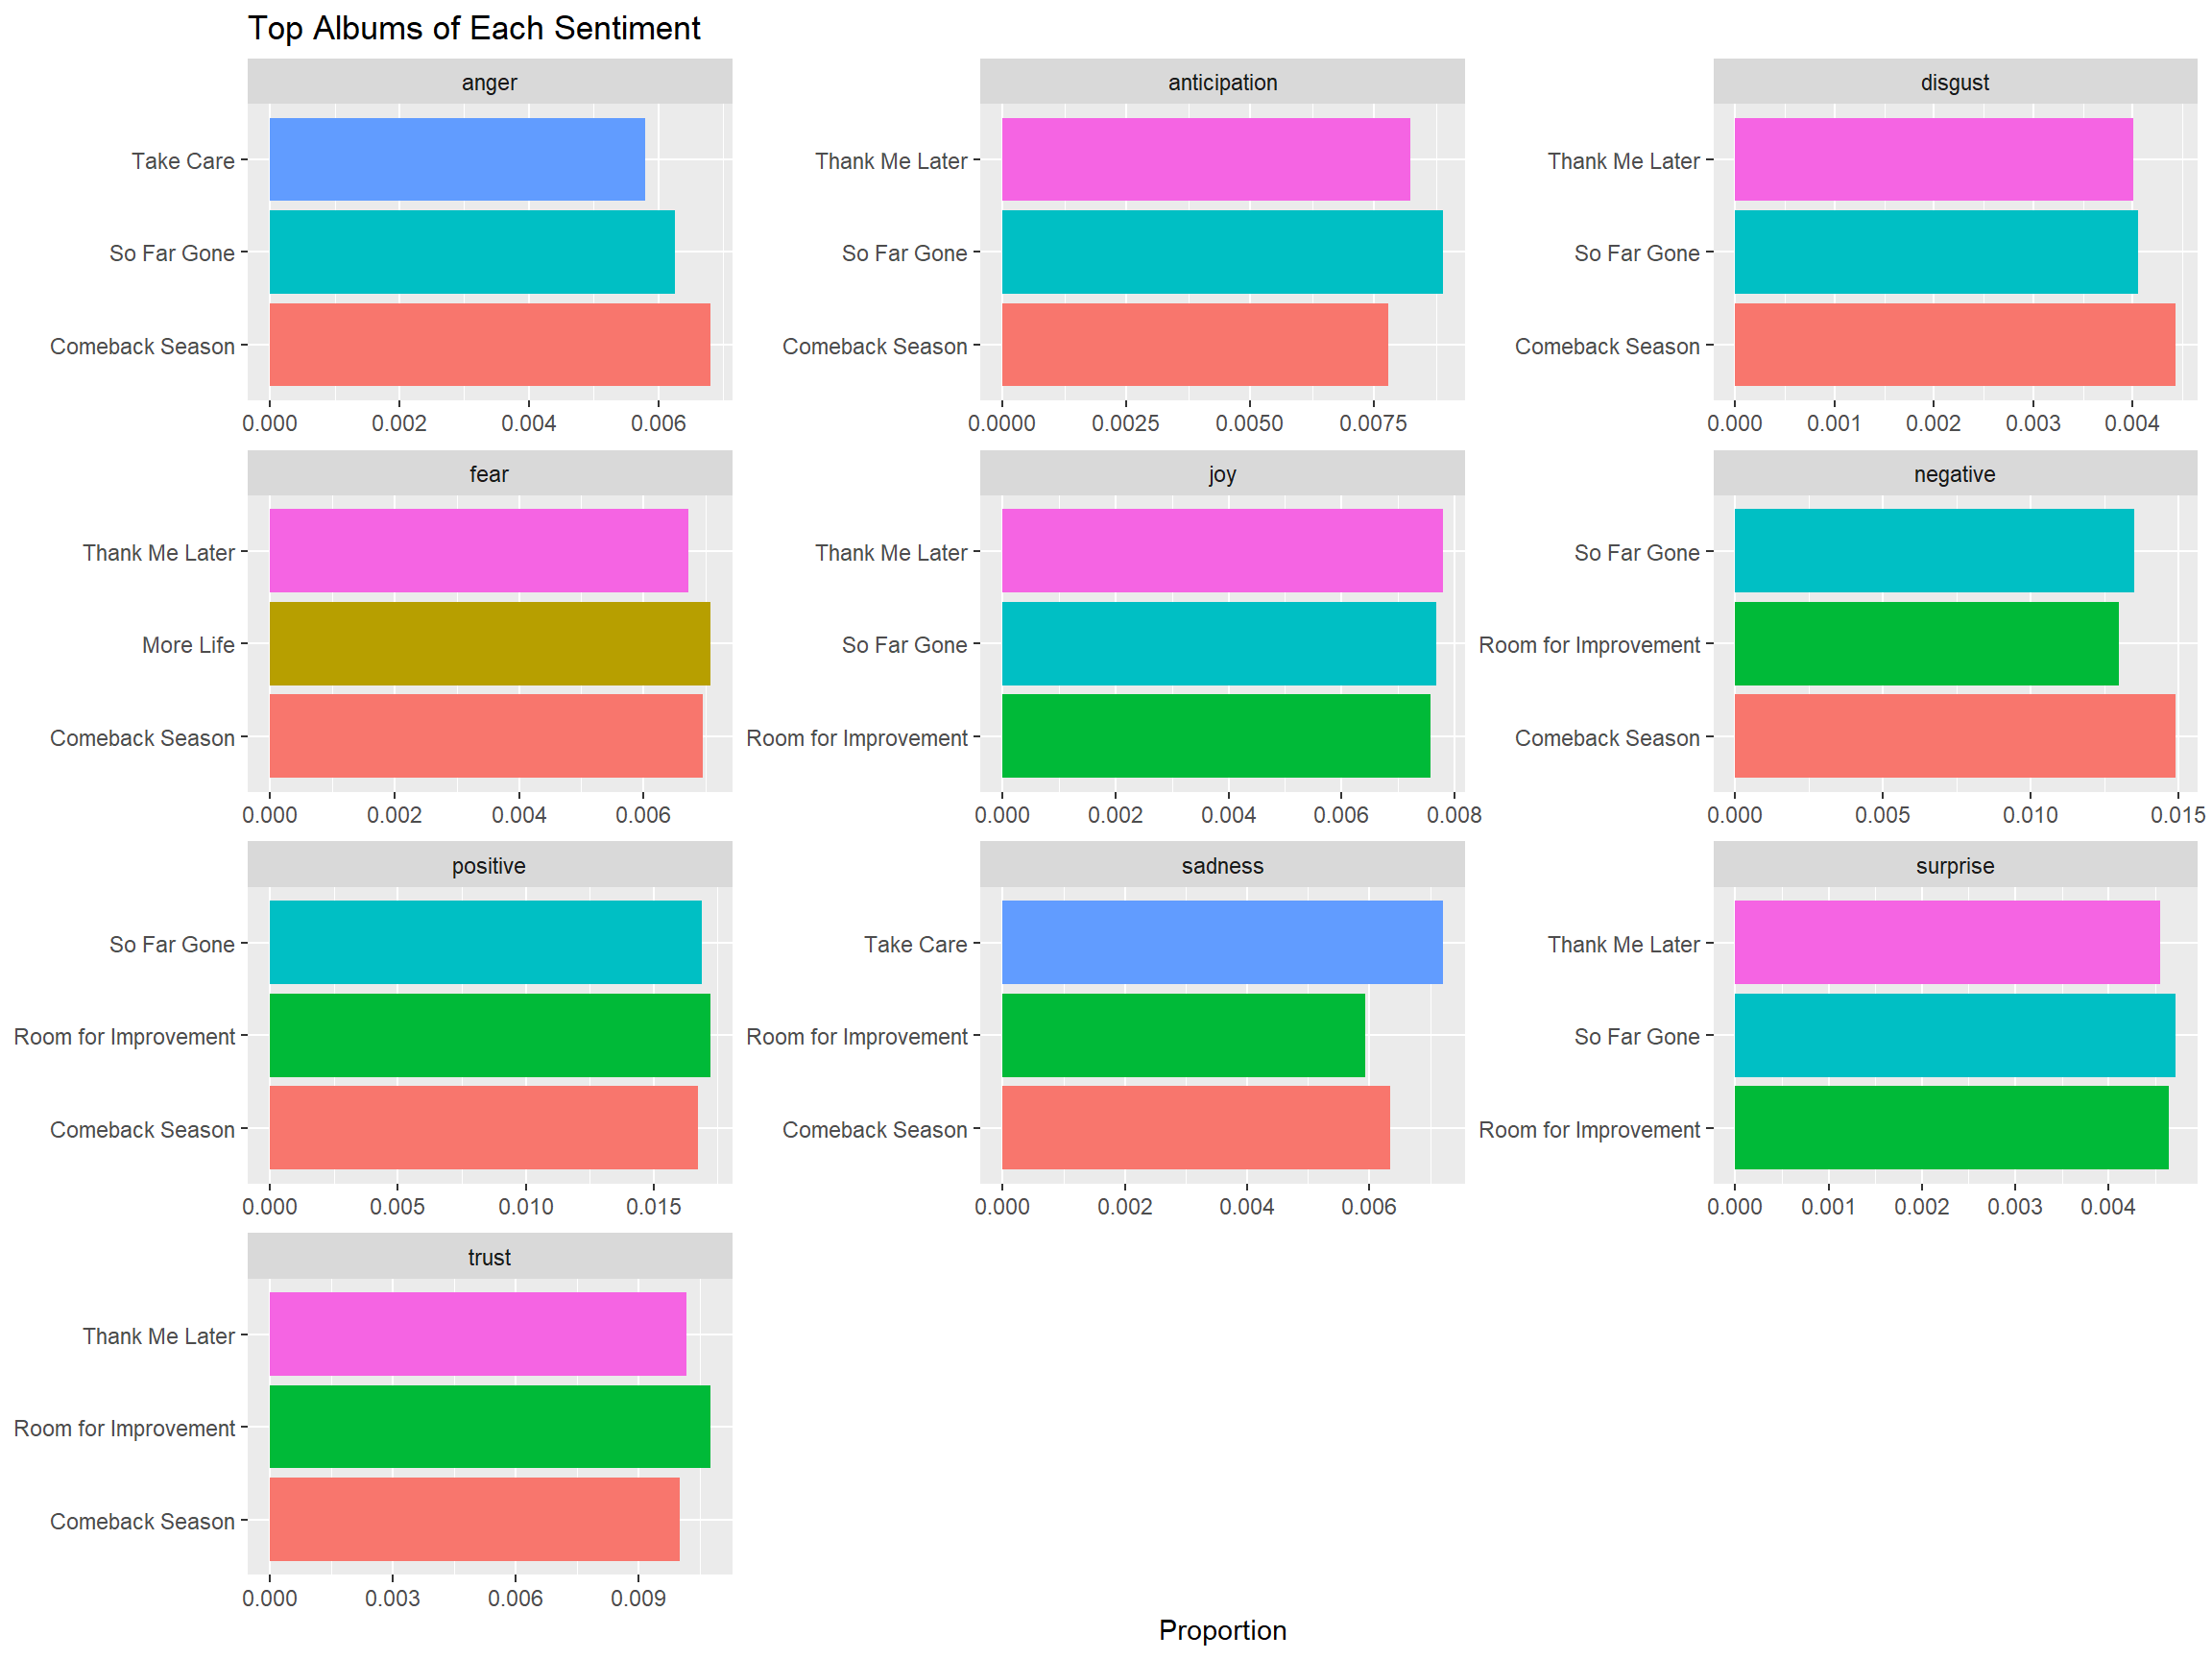 Top Albums of Each Sentiment
anger
Take Care
So Far Gone
Comeback Season
0.000 0.002 0.004 0.006
anticipation
Thank Me Later
So Far Gone
Comeback Season
0.0000 0.0025 0.0050 0.0075
disgust
Thank Me Later
So Far Gone
Comeback Season
0.000 0.001 0.002 0.003 0.004
fear
Thank Me Later
More Life
Comeback Season
0.000 0.002 0.004 0.006
joy
Thank Me Later
So Far Gone
Room for Improvement
0.000 0.002 0.004 0.006 0.008
negative
So Far Gone
Room for Improvement
Comeback Season
0.000 0.005 0.010 0.015
positive
So Far Gone
Room for Improvement
Comeback Season
0.000 0.005 0.010 0.015
sadness
Take Care
Room for Improvement
Comeback Season
0.000 0.002 0.004 0.006
surprise
Thank Me Later
So Far Gone
Room for Improvement
0.000 0.001 0.002 0.003 0.004
trust
Thank Me Later
Room for Improvement
Comeback Season
0.000 0.003 0.006 0.009
Proportion